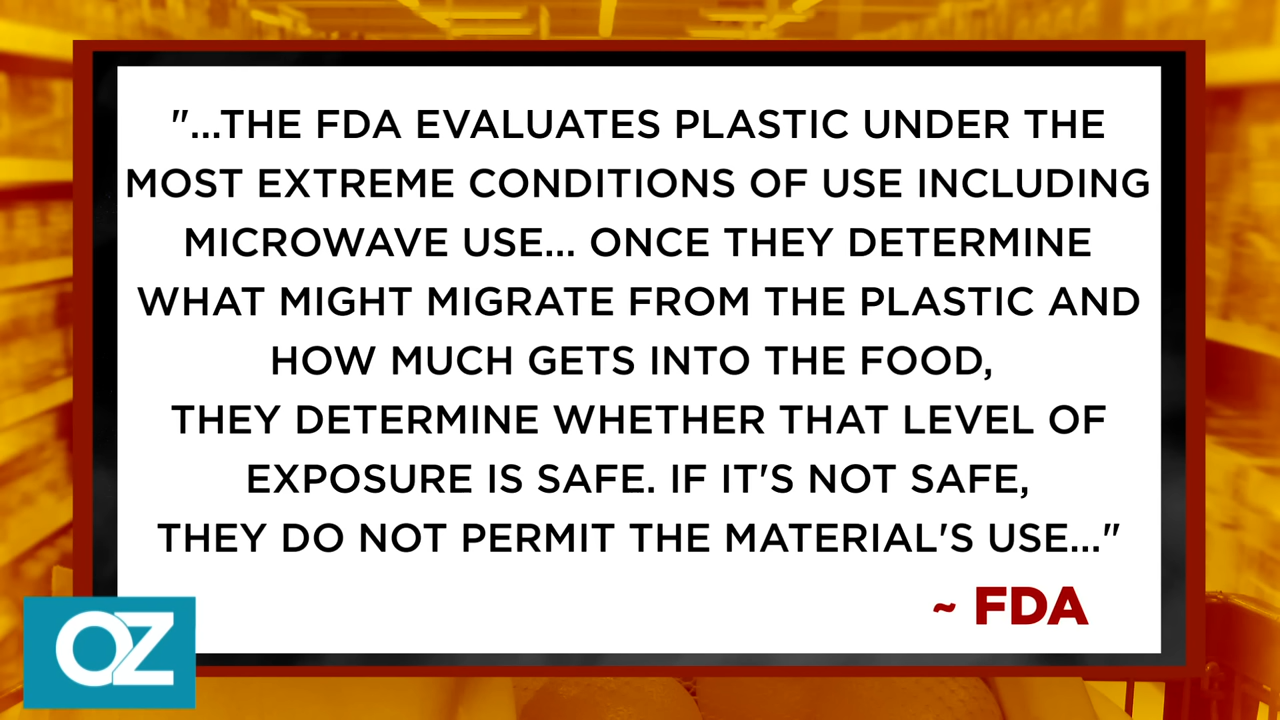 "...THE FDA EVALUATES PLASTIC UNDER THE
MOST EXTREME CONDITIONS OF USE INCLUDING
MICROWAVE USE... ONCE THEY DETERMINE
WHAT MIGHT MIGRATE FROM THE PLASTIC AND
HOW MUCH GETS INTO THE FOOD,
THEY DETERMINE WHETHER THAT LEVEL OF
EXPOSURE IS SAFE. IF IT'S NOT SAFE,
THEY DO NOT PERMIT THE MATERIAL'S USE..."
~ FDA
OZ